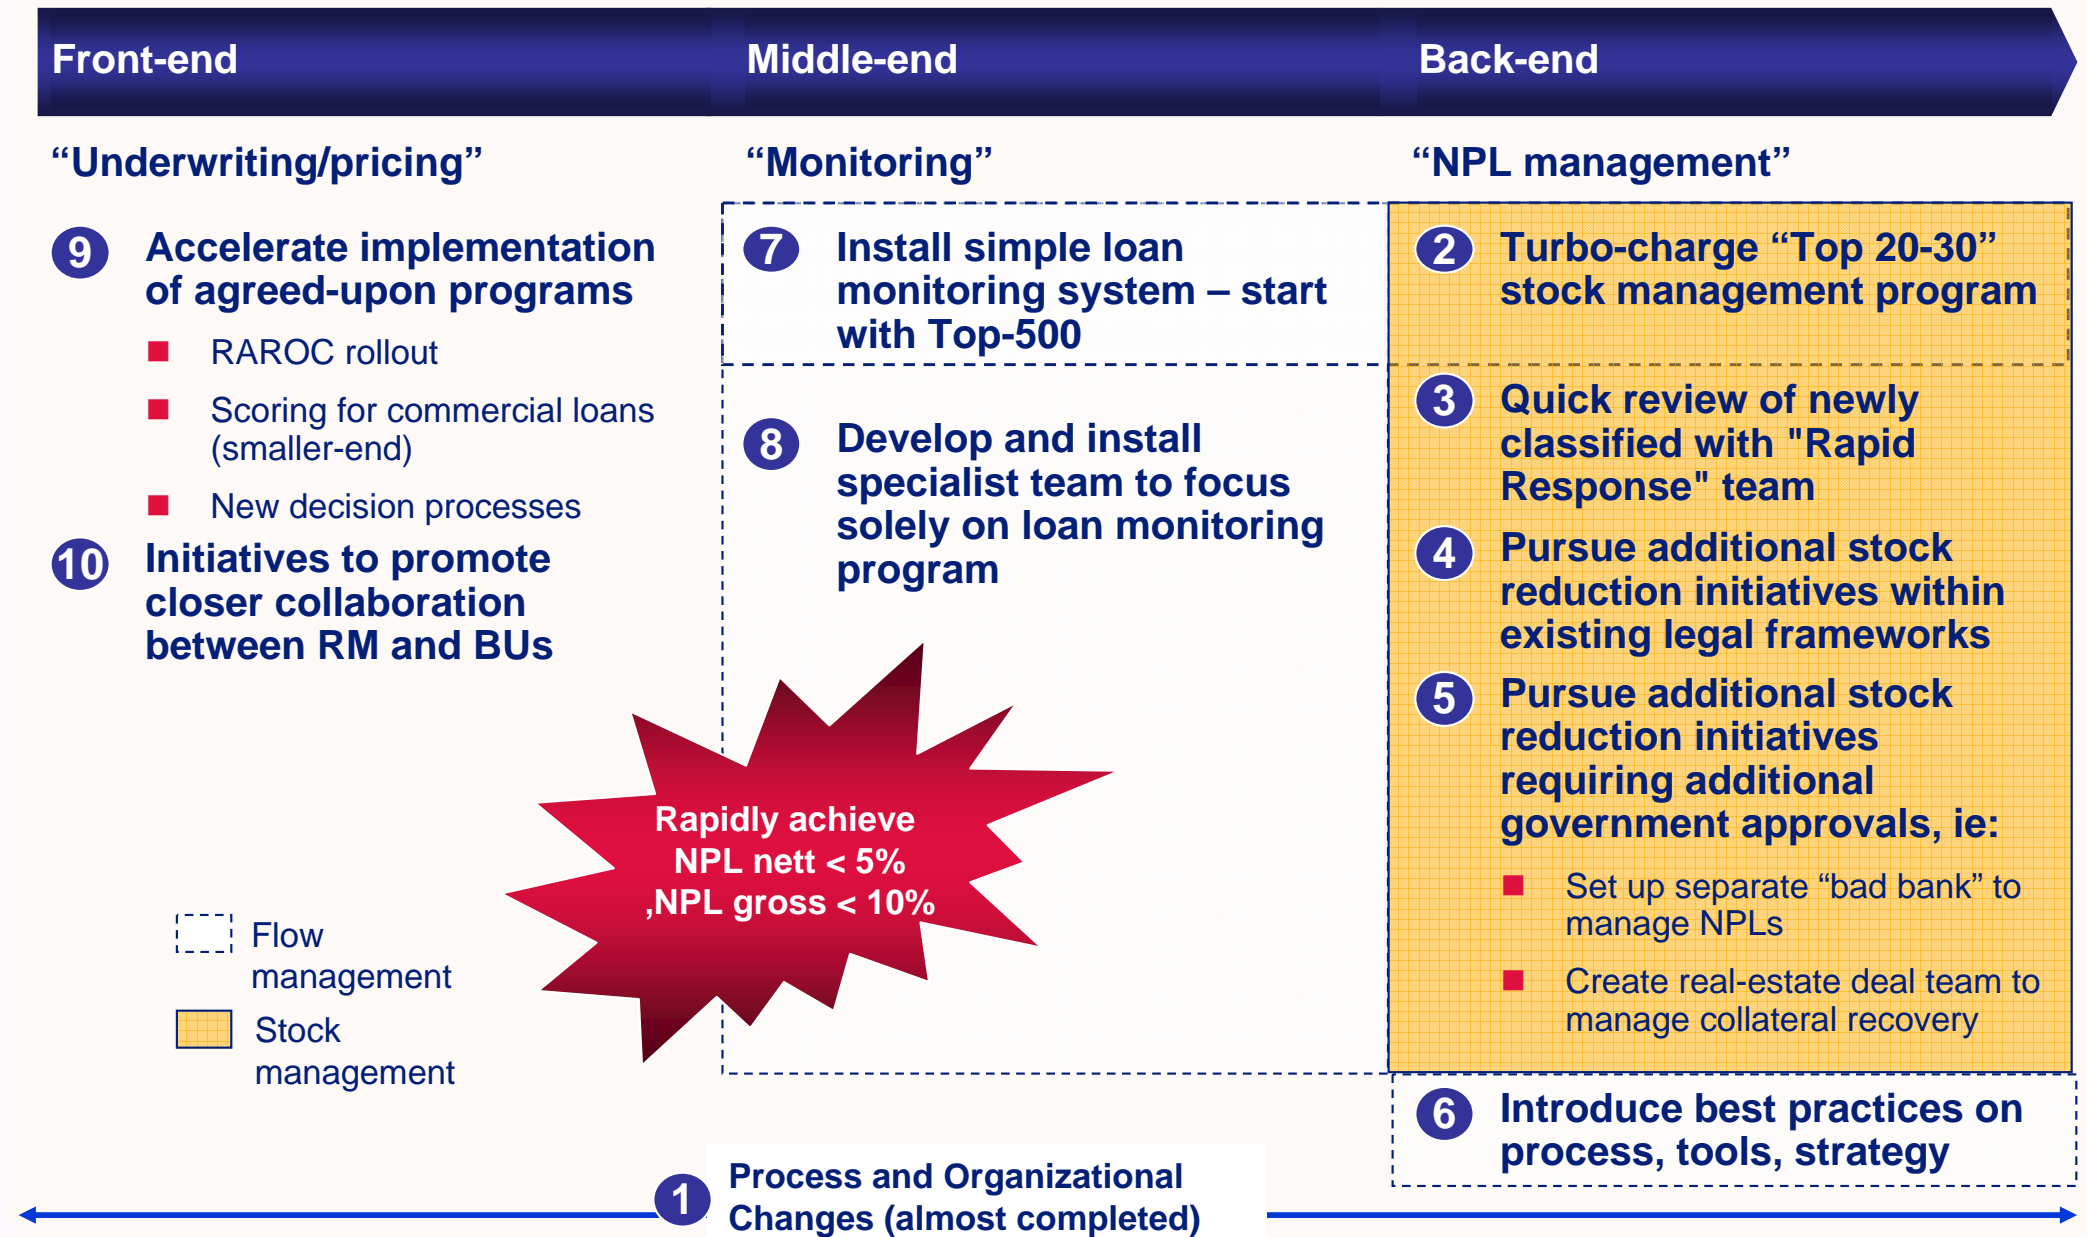 Front-end
Middle-end
Back-end
“Underwriting/pricing”
“Monitoring”
“NPL management”
9
Accelerate implementation
of agreed-upon programs
RAROC rollout
Scoring for commercial loans
(smaller-end)
New decision processes
10
Initiatives to promote
closer collaboration
between RM and BUs
7
Install simple loan
monitoring system – start
with Top-500
8
Develop and install
specialist team to focus
solely on loan monitoring
program
2
Turbo-charge “Top 20-30”
stock management program
3
Quick review of newly
classified with "Rapid
Response" team
4
Pursue additional stock
reduction initiatives within
existing legal frameworks
5
Pursue additional stock
reduction initiatives
requiring additional
government approvals, ie:
Set up separate “bad bank” to
manage NPLs
Create real-estate deal team to
manage collateral recovery
6
Introduce best practices on
process, tools, strategy
Rapidly achieve
NPL nett < 5%
,NPL gross < 10%
Flow
management
Stock
management
1
Process and Organizational
Changes (almost completed)